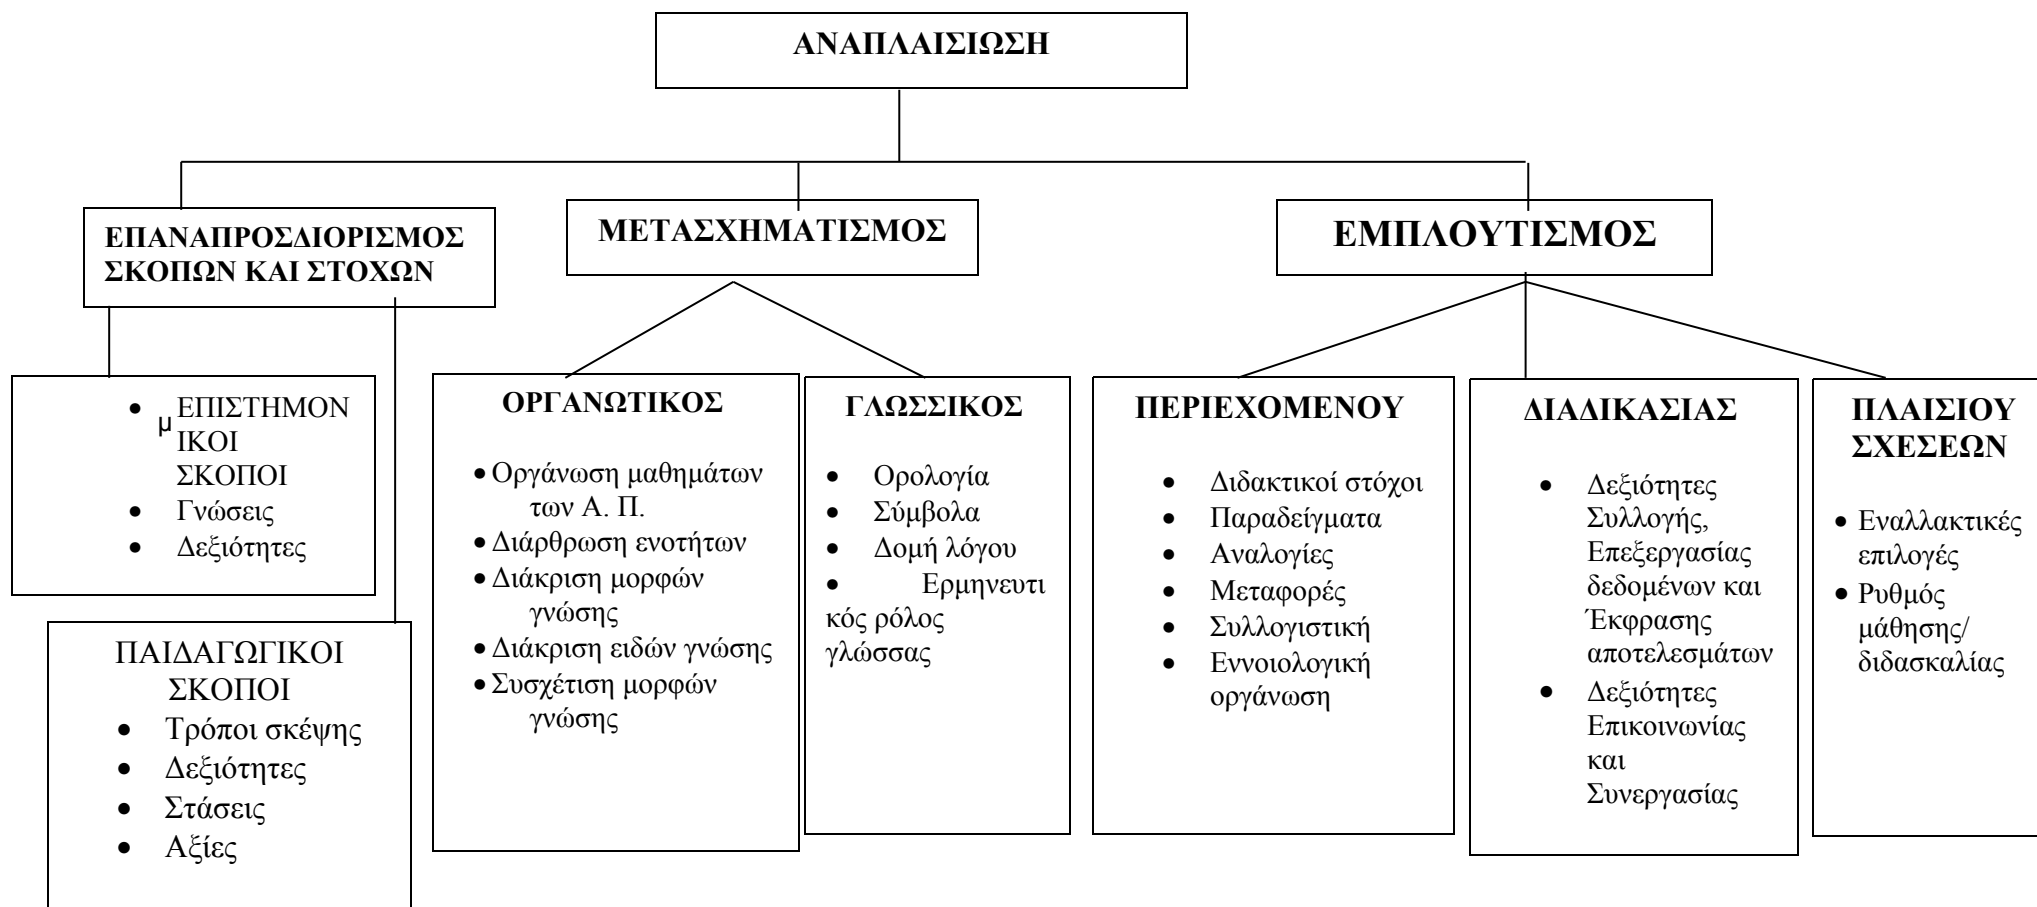 ΑΝΑΠΛΑΙΣΙΩΣΗ
ΕΠΑΝΑΠΡΟΣΔΙΟΡΙΣΜΟΣ
ΣΚΟΠΩΝ ΚΑΙ ΣΤΟΧΩΝ
ΜΕΤΑΣΧΗΜΑΤΙΣΜΟΣ
ΕΜΠΛΟΥΤΙΣΜΟΣ
• μ ΕΠΙΣΤΗΜΟΝ
ΙΚΟΙ
ΣΚΟΠΟΙ
• Γνώσεις
• Δεξιότητες
ΠΑΙΔΑΓΩΓΙΚΟΙ
ΣΚΟΠΟΙ
• Τρόποι σκέψης
• Δεξιότητες
• Στάσεις
• Αξίες
ΟΡΓΑΝΩΤΙΚΟΣ
• Οργάνωση μαθημάτων
των Α. Π.
• Διάρθρωση ενοτήτων
• Διάκριση μορφών
γνώσης
• Διάκριση ειδών γνώσης
• Συσχέτιση μορφών
γνώσης
ΓΛΩΣΣΙΚΟΣ
• Ορολογία
• Σύμβολα
• Δομή λόγου
• Ερμηνευτι
κός ρόλος
γλώσσας
ΠΕΡΙΕΧΟΜΕΝΟΥ
• Διδακτικοί στόχοι
• Παραδείγματα
• Αναλογίες
• Μεταφορές
• Συλλογιστική
• Εννοιολογική
οργάνωση
ΔΙΑΔΙΚΑΣΙΑΣ
• Δεξιότητες
Συλλογής,
Επεξεργασίας
δεδομένων και
Έκφρασης
αποτελεσμάτων
• Δεξιότητες
Επικοινωνίας
και
Συνεργασίας
ΠΛΑΙΣΙΟΥ
ΣΧΕΣΕΩΝ
• Εναλλακτικές
επιλογές
• Ρυθμός
μάθησης/
διδασκαλίας